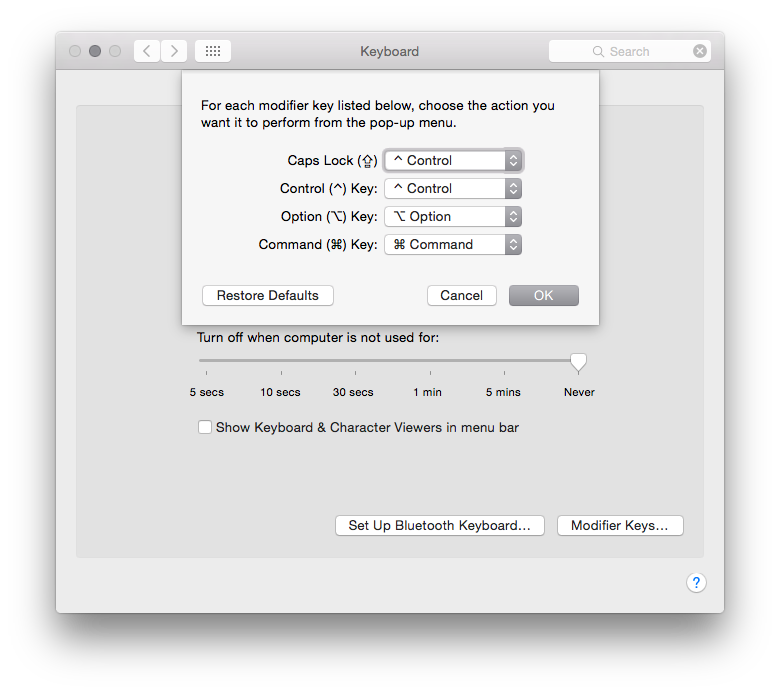 Keyboard
Search
For each modifier key listed below, choose the action you
want it to perform from the pop-up menu.
Caps Lock (⇪) ^ Control
Control (^) Key: ^ Control
Option (⌥) Key: ⌥ Option
Command (⌘) Key: ⌘ Command
Restore Defaults Cancel OK
Turn off when computer is not used for:
5 secs 10 secs 30 secs 1 min 5 mins Never
Show Keyboard & Character Viewers in menu bar
Set Up Bluetooth Keyboard... Modifier Keys...
?